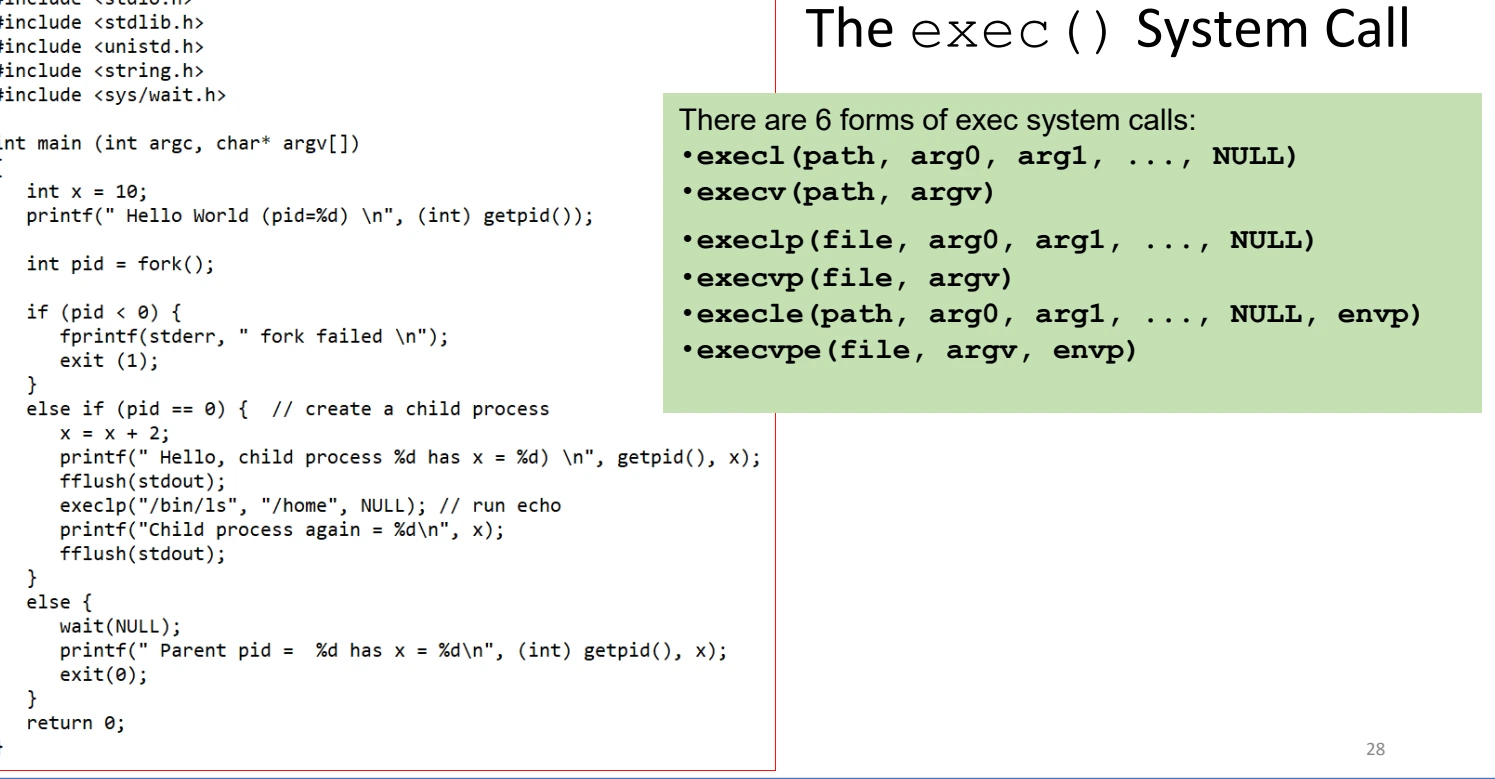 #include <stdio.h>
#include <stdlib.h>
#include <unistd.h>
#include <string.h>
#include <sys/wait.h>
int main (int argc, char* argv[])
{
int x = 10;
printf(" Hello World (pid=%d) \n", (int) getpid());
int pid = fork();
if (pid < 0) {
fprintf(stderr, " fork failed \n");
exit (1);
}
else if (pid == 0) {  // create a child process
x = x + 2;
printf(" Hello, child process %d has x = %d) \n", getpid(), x);
fflush(stdout);
execlp("/bin/ls", "/home", NULL); // run echo
printf("Child process again = %d\n", x);
fflush(stdout);
}
else {
wait(NULL);
printf(" Parent pid =  %d has x = %d\n", (int) getpid(), x);
exit(0);
}
return 0;
}
The exec() System Call
There are 6 forms of exec system calls:
•execl(path, arg0, arg1, ..., NULL)
•execv(path, argv)
•execlp(file, arg0, arg1, ..., NULL)
•execvp(file, argv)
•execle(path, arg0, arg1, ..., NULL, envp)
•execvpe(file, argv, envp)
28